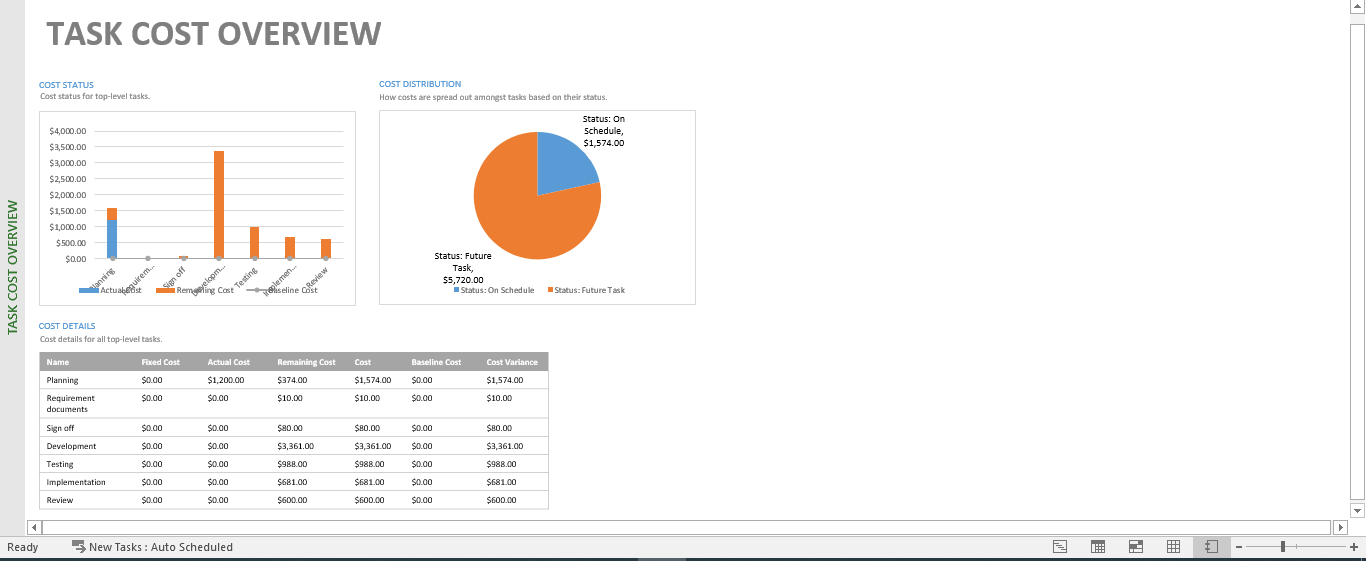 TASK COST OVERVIEW
TASK COST OVERVIEW
COST STATUS
Cost status for top-level tasks.
$4,000.00
$3,500.00
$3,000.00
$2,500.00
$2,000.00
$1,500.00
$1,000.00
$500.00
$0.00
Planning
Requirem...
Sign off
Developm...
Testing
Implemen...
Review
Actual Cost
Remaining Cost
Baseline Cost
COST DISTRIBUTION
How costs are spread out amongst tasks based on their status.
Status: On
Schedule,
$1,574.00
Status: Future
Task,
$5,720.00
Status: On Schedule
Status: Future Task
COST DETAILS
Cost details for all top-level tasks.
Name Fixed Cost Actual Cost Remaining Cost Cost Baseline Cost Cost Variance
Planning $0.00 $1,200.00 $374.00 $1,574.00 $0.00 $1,574.00
Requirement $0.00 $0.00 $10.00 $10.00 $0.00 $10.00
documents
Sign off $0.00 $0.00 $80.00 $80.00 $0.00 $80.00
Development $0.00 $0.00 $3,361.00 $3,361.00 $0.00 $3,361.00
Testing $0.00 $0.00 $988.00 $988.00 $0.00 $988.00
Implementation $0.00 $0.00 $681.00 $681.00 $0.00 $681.00
Review $0.00 $0.00 $600.00 $600.00 $0.00 $600.00
Ready New Tasks : Auto Scheduled